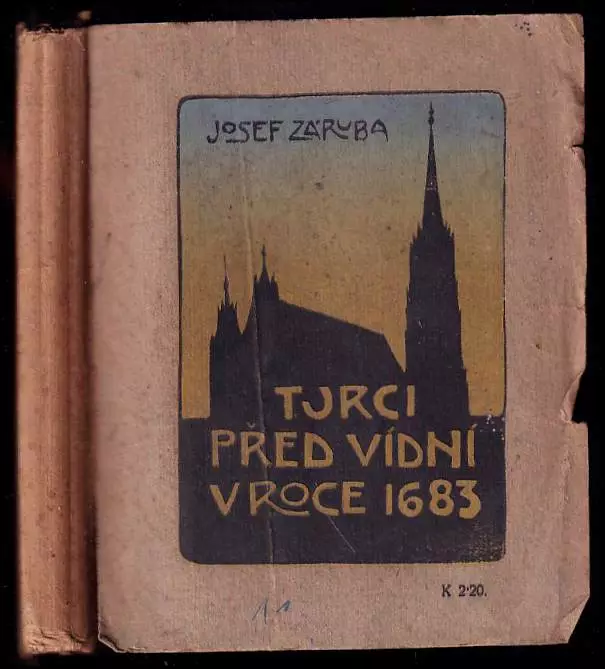 JOSEF ZÁRUBA
TURCI
PŘED VÍDNÍ
V ROCE 1683
K 2·20.